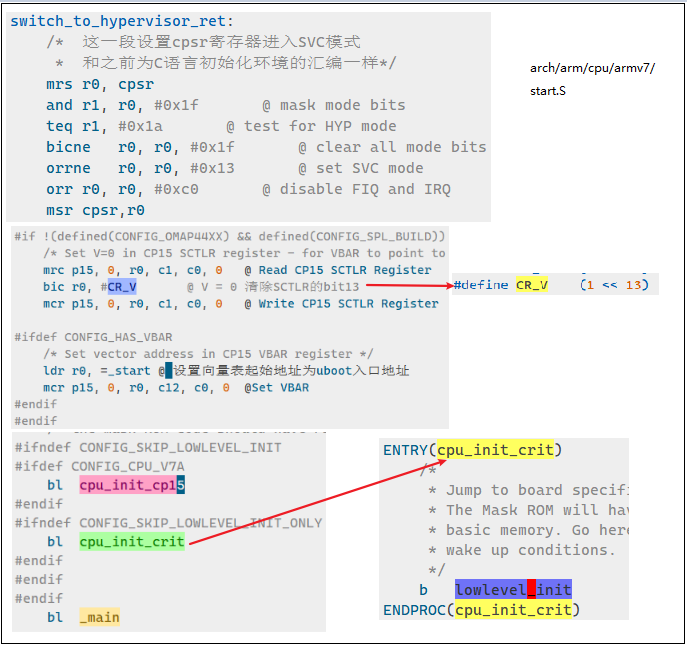 switch_to_hypervisor_ret:
/* 这一段设置cpsr寄存器进入SVC模式
* 和之前为C语言初始化环境的汇编一样*/
mrs r0, cpsr
and r1, r0, #0x1f @ mask mode bits
teq r1, #0x1a @ test for HYP mode
bicne r0, r0, #0x1f @ clear all mode bits
orrne r0, r0, #0x13 @ set SVC mode
orr r0, r0, #0xc0 @ disable FIQ and IRQ
msr cpsr,r0
arch/arm/cpu/armv7/
start.S
#if !(defined(CONFIG_OMAP44XX) && defined(CONFIG_SPL_BUILD))
/* Set V=0 in CP15 SCTLR register - for VBAR to point to
mrc p15, 0, r0, c1, c0, 0 @ Read CP15 SCTLR Register
bic r0, #CR_V @ V = 0 清除SCTLR的bit13
mcr p15, 0, r0, c1, c0, 0 @ Write CP15 SCTLR Register
#define CR_V (1 << 13)
#ifdef CONFIG_HAS_VBAR
/* Set vector address in CP15 VBAR register */
ldr r0, =_start @ 设置向量表起始地址为uboot入口地址
mcr p15, 0, r0, c12, c0, 0 @Set VBAR
#endif
#endif
#ifndef CONFIG_SKIP_LOWLEVEL_INIT
#ifdef CONFIG_CPU_V7A
bl cpu_init_cp15
#endif
#ifndef CONFIG_SKIP_LOWLEVEL_INIT_ONLY
bl cpu_init_crit
#endif
#endif
#endif
bl _main
ENTRY(cpu_init_crit)
/*
* Jump to board specifi
* The Mask ROM will hav
* basic memory. Go here
* wake up conditions.
*/
b lowlevel_init
ENDPROC(cpu_init_crit)